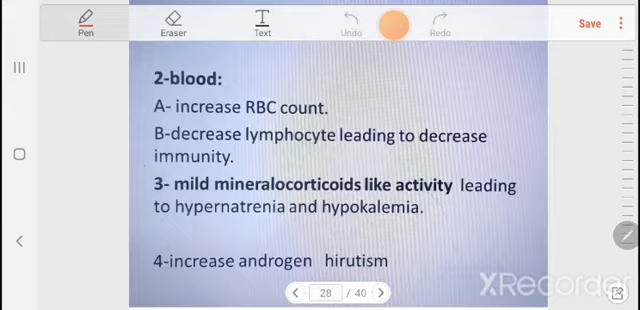 Pen
Eraser
Text
Undo
Redo
Save
2-blood:
A- increase RBC count.
B-decrease lymphocyte leading to decrease
immunity.
3- mild mineralocorticoids like activity leading
to hypernatrenia and hypokalemia.
4-increase androgen hirutism
28 / 40
XRecorder